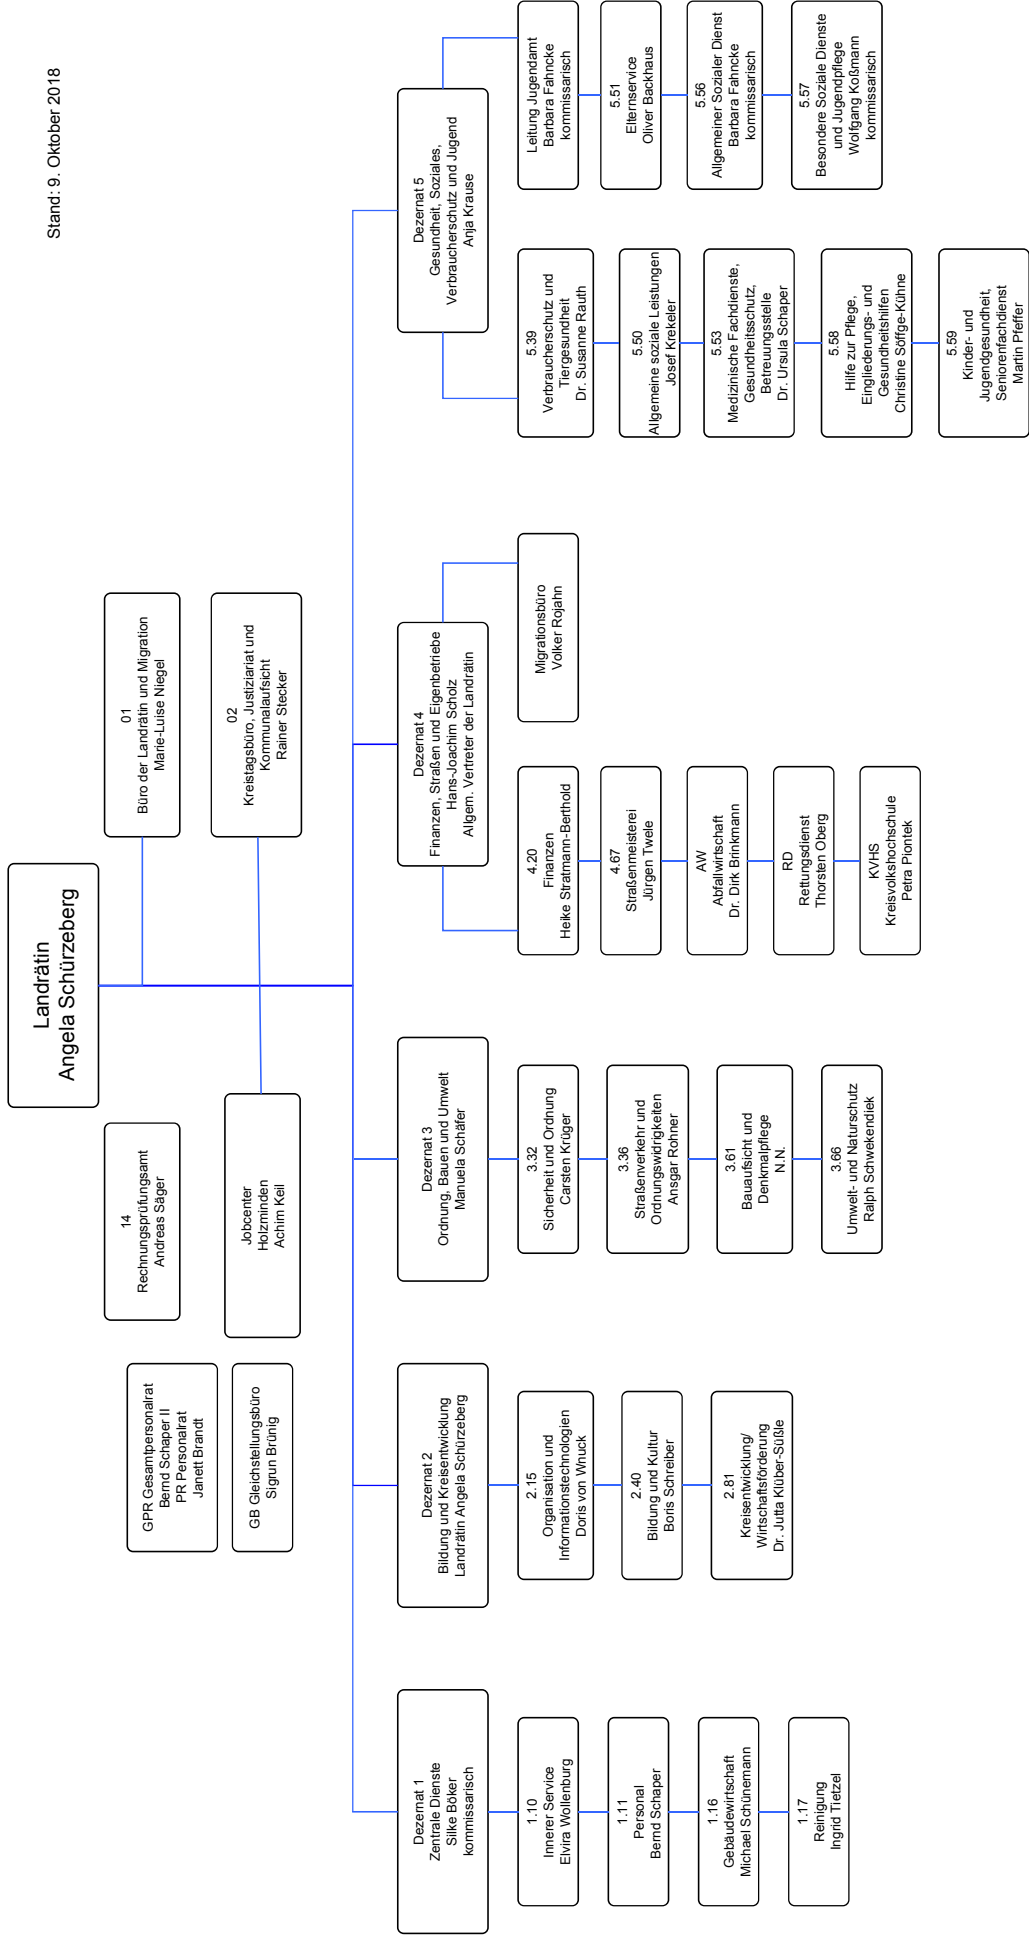 Stand: 9. Oktober 2018
Landrätin
Angela Schürzeberg
GPR Gesamtpersonalrat
Bernd Schaper II
PR Personalrat
Janett Brandt
GB Gleichstellungsbüro
Sigrun Brünig
14
Rechnungsprüfungsamt
Andreas Säger
Jobcenter
Holzminden
Achim Keil
01
Büro der Landrätin und Migration
Marie-Luise Niegel
02
Kreistagsbüro, Justiziariat und
Kommunalaufsicht
Rainer Stecker
Dezernat 1
Zentrale Dienste
Silke Böker
kommissarisch
1.10
Innerer Service
Elvira Wollenburg
1.11
Personal
Bernd Schaper
1.16
Gebäudewirtschaft
Michael Schünemann
1.17
Reinigung
Ingrid Tietzel
Dezernat 2
Bildung und Kreisentwicklung
Landrätin Angela Schürzeberg
2.15
Organisation und
Informationstechnologien
Doris von Whuck
2.40
Bildung und Kultur
Boris Schreiber
2.81
Kreisentwicklung/
Wirtschaftsförderung
Dr. Jutta Klüber-Süßle
Dezernat 3
Ordnung, Bauen und Umwelt
Manuela Schäfer
3.32
Sicherheit und Ordnung
Carsten Krüger
3.36
Straßenverkehr und
Ordnungswidrigkeiten
Ansgar Rohner
3.61
Bauaufsicht und
Denkmalpflege
N.N.
3.66
Umwelt- und Naturschutz
Ralph Schwekendiek
Dezernat 4
Finanzen, Straßen und Eigenbetriebe
Hans-Joachim Scholz
Allgem. Vertreter der Landrätin
4.20
Finanzen
Heike Stratmann-Berthold
4.67
Straßenmeisterei
Jürgen Twele
AW
Abfallwirtschaft
Dr. Dirk Brinkmann
RD
Rettungsdienst
Thorsten Oberg
KVHS
Kreisvolkshochschule
Petra Piontek
Migrationsbüro
Volker Rojahn
Dezernat 5
Gesundheit, Soziales,
Verbraucherschutz und Jugend
Anja Krause
5.39
Verbraucherschutz und
Tiergesundheit
Dr. Susanne Rauth
5.50
Allgemeine soziale Leistungen
Josef Krekeler
5.53
Medizinische Fachdienste,
Gesundheitsschutz,
Betreuungsstelle
Dr. Ursula Schaper
5.58
Hilfe zur Pflege,
Eingliederungs- und
Gesundheitshilfen
Christine Söffge-Kühne
5.59
Kinder- und
Jugendgesundheit,
Seniorenfachdienst
Martin Pfeffer
Leitung Jugendamt
Barbara Fahncke
kommissarisch
5.51
Elternservice
Oliver Backhaus
5.56
Allgemeiner Sozialer Dienst
Barbara Fahncke
kommissarisch
5.57
Besondere Soziale Dienste
und Jugendpflege
Wolfgang Koßmann
kommissarisch